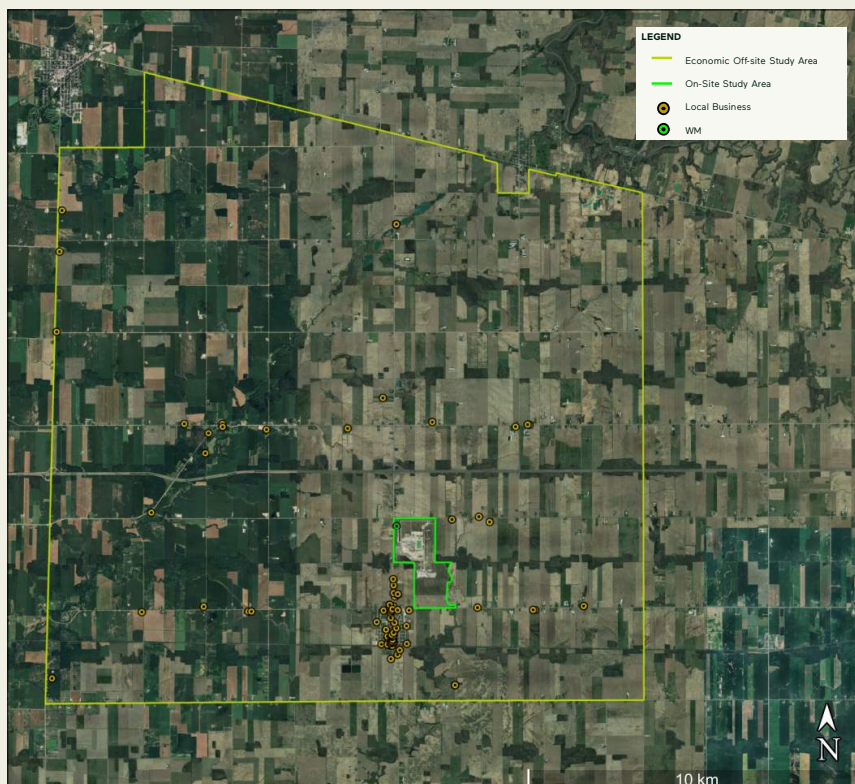 LEGEND
Economic Off-site Study Area
On-Site Study Area
Local Business
WM
N
10 km